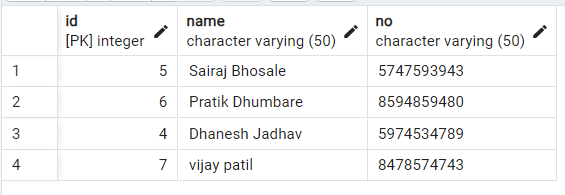 id name no
[PK] integer character varying (50) character varying (50)
1 5 Sairaj Bhosale 5747593943
2 6 Pratik Dhumbare 8594859480
3 4 Dhanesh Jadhav 5974534789
4 7 vijay patil 8478574743